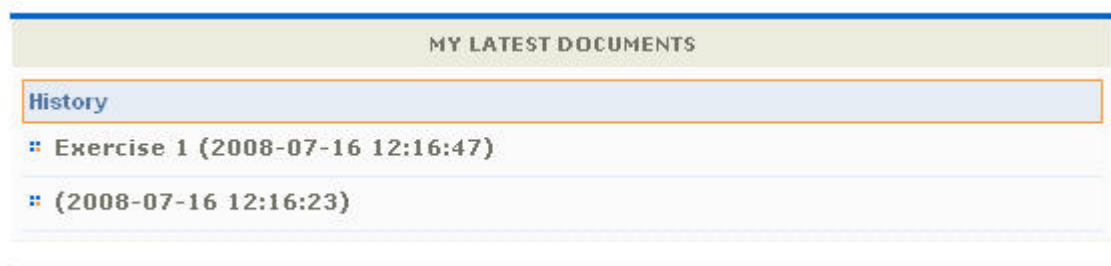 MY LATEST DOCUMENTS
History
Exercise 1 (2008-07-16 12:16:47)
(2008-07-16 12:16:23)